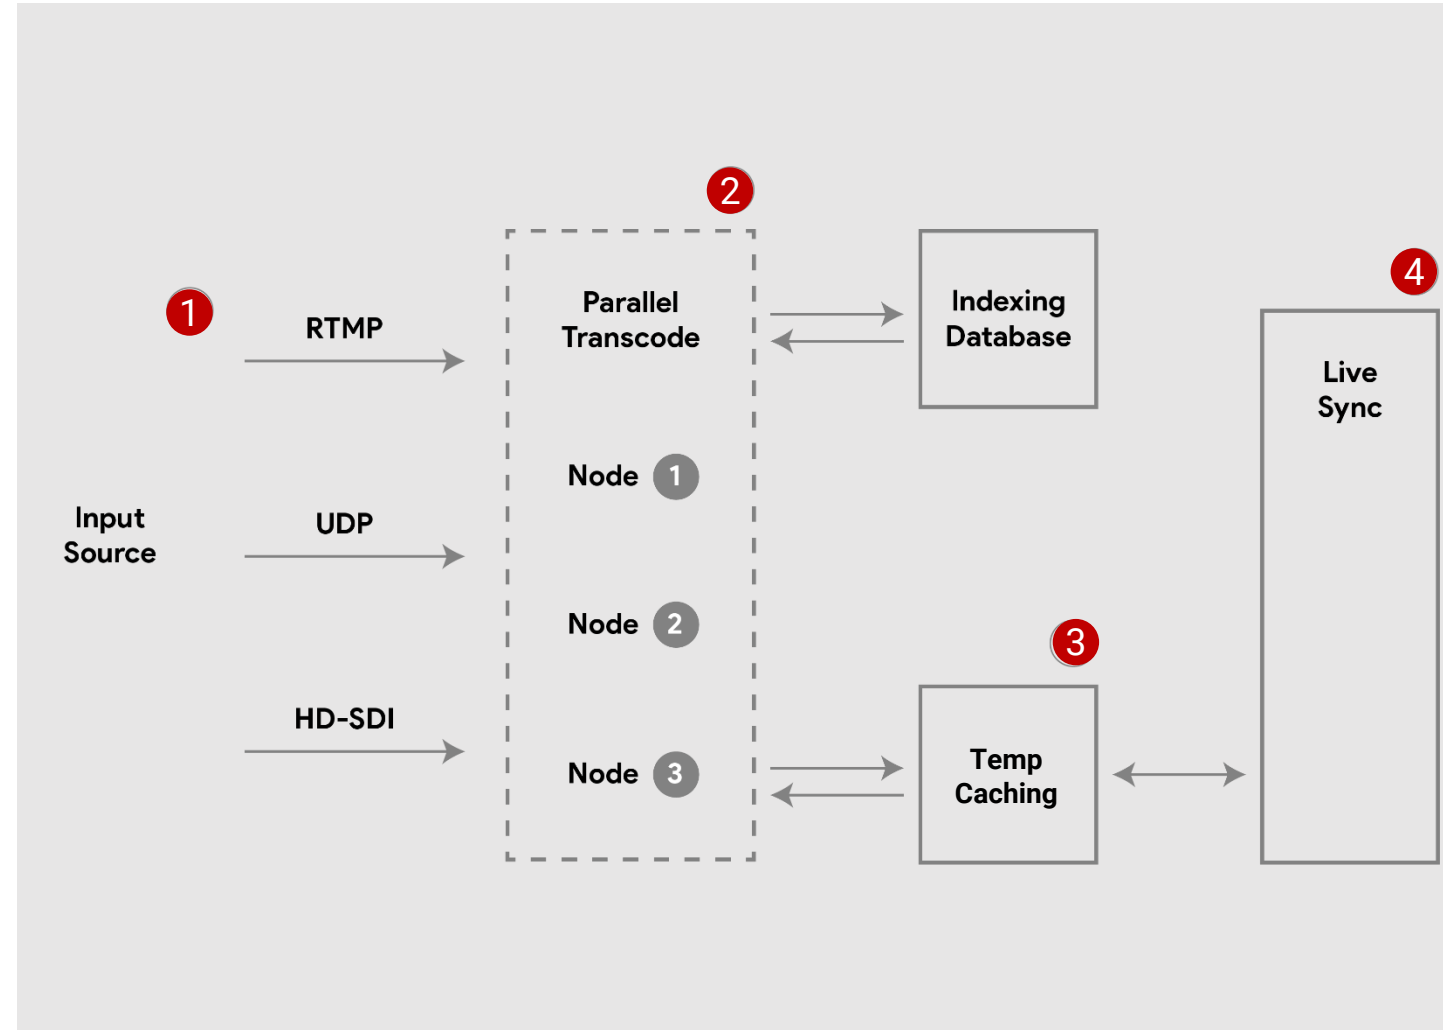 1
RTMP
Input
Source
UDP
HD-SDI
2
Parallel
Transcode
Node 1
Node 2
Node 3
Indexing
Database
3
Temp
Caching
4
Live
Sync